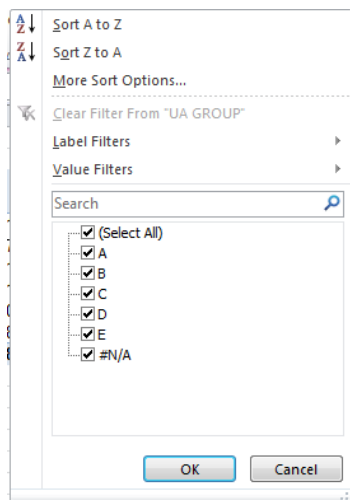 Sort A to Z
Sort Z to A
More Sort Options...
Clear Filter From "UA GROUP"
Label Filters
Value Filters
Search
(Select All)
A
B
C
D
E
#N/A
OK
Cancel